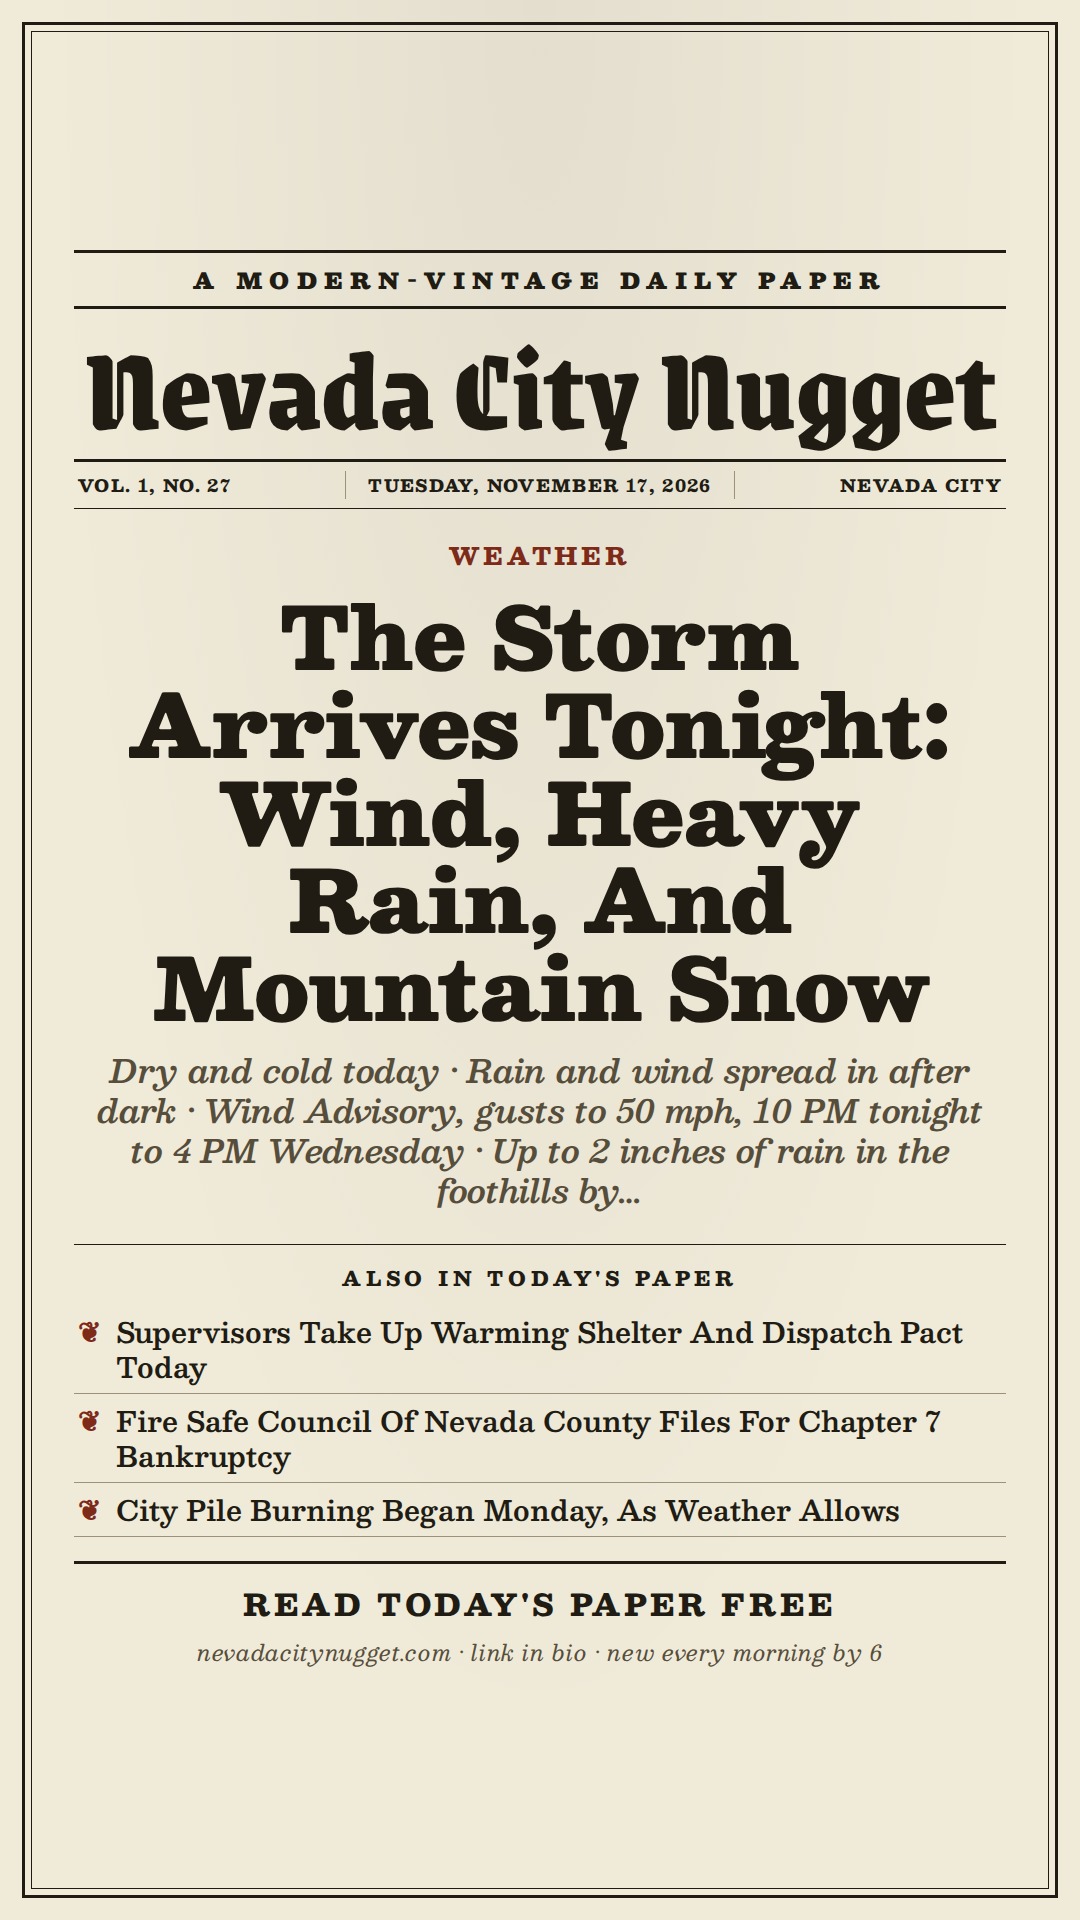 A MODERN-VINTAGE DAILY PAPER
Nevada City Nugget
VOL. 1, NO. 27 TUESDAY, NOVEMBER 17, 2026 NEVADA CITY
WEATHER
The Storm
Arrives Tonight:
Wind, Heavy
Rain, And
Mountain Snow
Dry and cold today · Rain and wind spread in after
dark · Wind Advisory, gusts to 50 mph, 10 PM tonight
to 4 PM Wednesday · Up to 2 inches of rain in the
foothills by...
ALSO IN TODAY'S PAPER
❦ Supervisors Take Up Warming Shelter And Dispatch Pact
Today
❦ Fire Safe Council Of Nevada County Files For Chapter 7
Bankruptcy
❦ City Pile Burning Began Monday, As Weather Allows
READ TODAY'S PAPER FREE
nevadacitynugget.com · link in bio · new every morning by 6